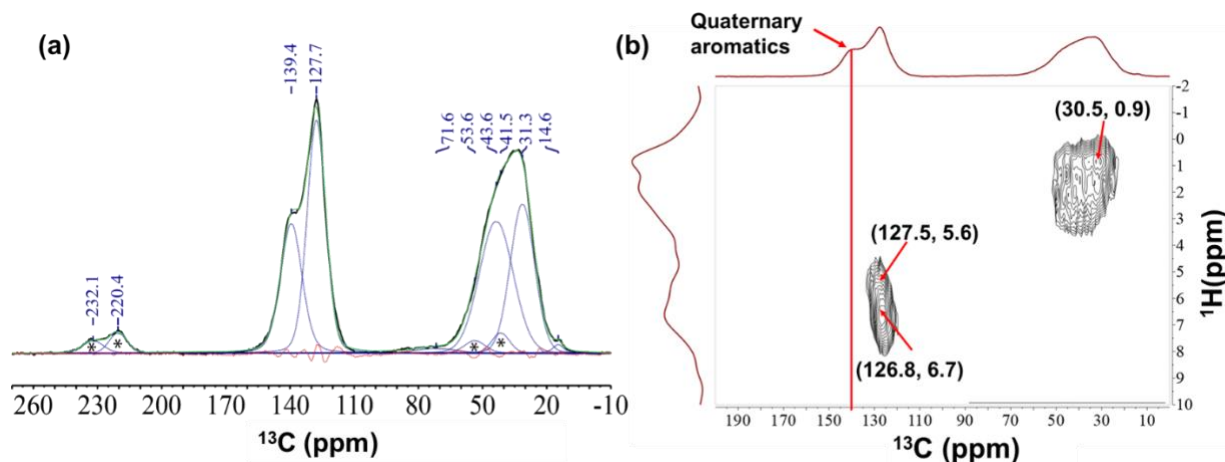 (a)
-139.4
-127.7
71.6
53.6
43.6
41.5
31.3
14.6
-232.1
-220.4
* * * *
260 230 200 170 140 110 80 50 20 -10
13C (ppm)
Quaternary
aromatics
(b)
(30.5, 0.9)
(127.5, 5.6)
(126.8, 6.7)
-2
-1
0
1
2
3
4
5
6
7
8
9
10
1H(ppm)
190 170 150 130 110 90 70 50 30 10
13C (ppm)